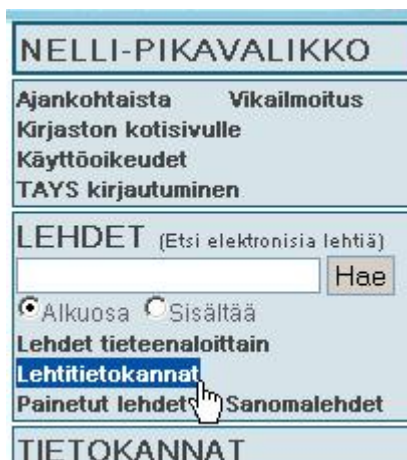 NELLI-PIKAVALIKKO
Ajankohtaista Vikailmoitus
Kirjaston kotisivulle
Käyttöoikeudet
TAYS kirjautuminen
LEHDET (Etsi elektronisia lehtiä)
Hae
Alkuosa Sisältää
Lehdet tieteenaloittain
Lehtitietokannat
Painetut lehdet Sanomalehdet
TIETOKANNAT